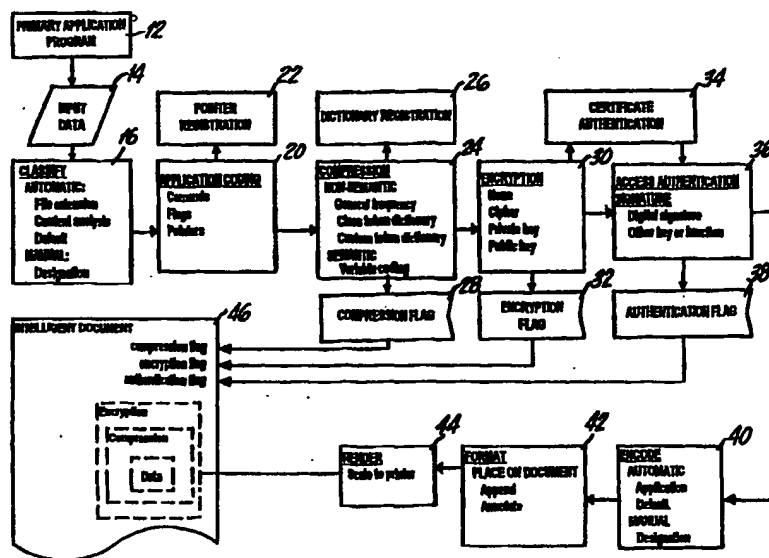 PRIMARY APPLICATION
PROGRAM
12
14
INPUT
DATA
16
CLASSIFY
AUTOMATIC:
File extension
Content analysis
Default
MANUAL:
Designation
22
POINTER
REGISTRATION
20
APPLICATION CODING
Commands
Flags
Pointers
26
DICTIONARY REGISTRATION
24
COMPRESSION
NON-SEMANTIC
General frequency
Class token dictionary
Custom token dictionary
SEMANTIC
Variable coding
28
COMPRESSION FLAG
30
ENCRYPTION
None
Cipher
Private key
Public key
32
ENCRYPTION
FLAG
34
CERTIFICATE
AUTHENTICATION
36
ACCESS AUTHENTICATION
SIGNATURE
Digital signature
Other key or function
38
AUTHENTICATION FLAG
46
INTELLIGENT DOCUMENT
compression flag
encryption flag
authentication flag
Encryption
Compression
Data
44
RENDER
Scale to printer
42
FORMAT
PLACE ON DOCUMENT
Append
Annotate
40
ENCODE
AUTOMATIC
Application
Default
MANUAL
Designation